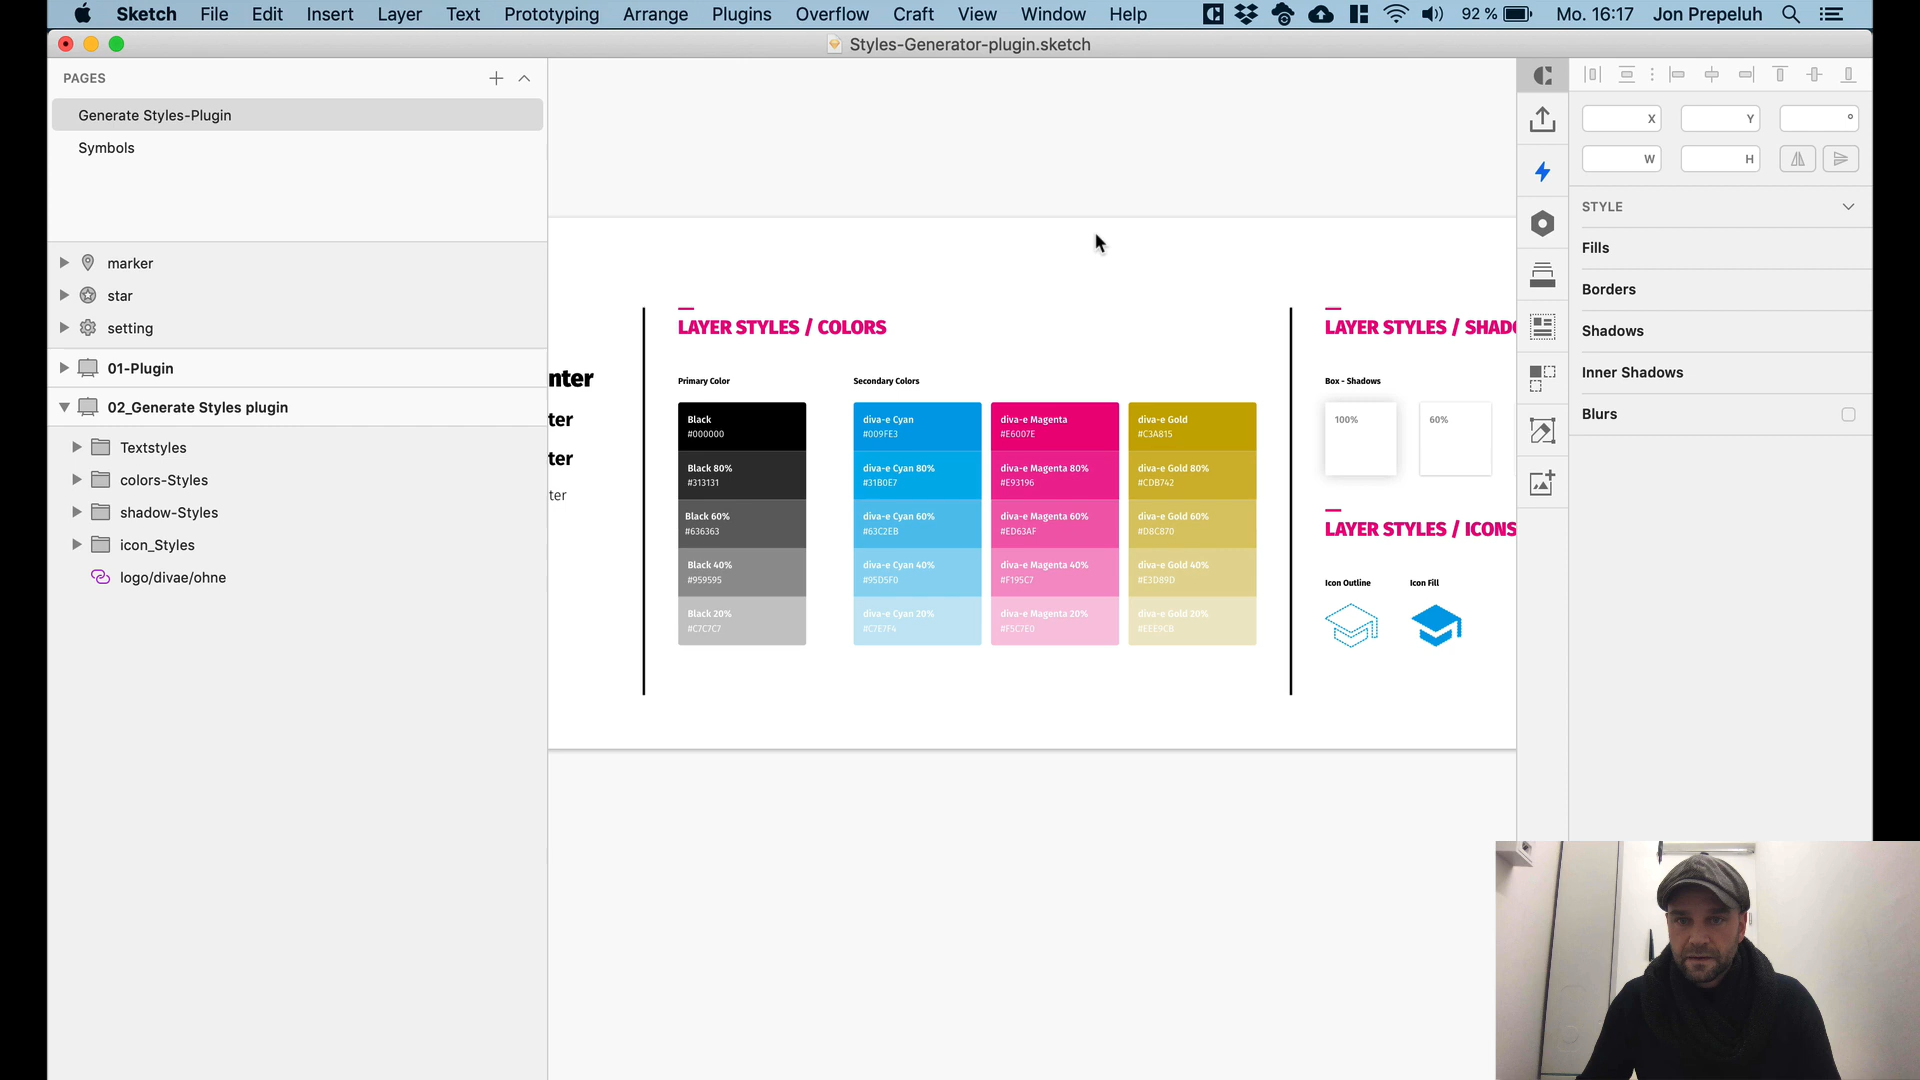 Sketch File Edit Insert Layer Text Prototyping Arrange Plugins Overflow Craft View Window Help 92 % Mo. 16:17 Jon Prepeluh
Styles-Generator-plugin.sketch
PAGES
Generate Styles-Plugin
Symbols
marker
star
setting
01-Plugin
02_Generate Styles plugin
Textstyles
colors-Styles
shadow-Styles
icon_Styles
logo/divae/ohne
nter
ter
ter
ter
LAYER STYLES / COLORS
Primary Color
Secondary Colors
Black
#000000
Black 80%
#313131
Black 60%
#636363
Black 40%
#959595
Black 20%
#C7C7C7
diva-e Cyan
#009FE3
diva-e Cyan 80%
#31B0E7
diva-e Cyan 60%
#63C2EB
diva-e Cyan 40%
#95D5F0
diva-e Cyan 20%
#C7E7F4
diva-e Magenta
#E6007E
diva-e Magenta 80%
#E93196
diva-e Magenta 60%
#ED63AF
diva-e Magenta 40%
#F195C7
diva-e Magenta 20%
#F5C7E0
diva-e Gold
#C3A815
diva-e Gold 80%
#CDB742
diva-e Gold 60%
#D8C870
diva-e Gold 40%
#E3D89D
diva-e Gold 20%
#EEE9CB
LAYER STYLES / SHADO
Box - Shadows
100%
60%
LAYER STYLES / ICONS
Icon Outline
Icon Fill
X
Y
°
W
H
STYLE
Fills
Borders
Shadows
Inner Shadows
Blurs